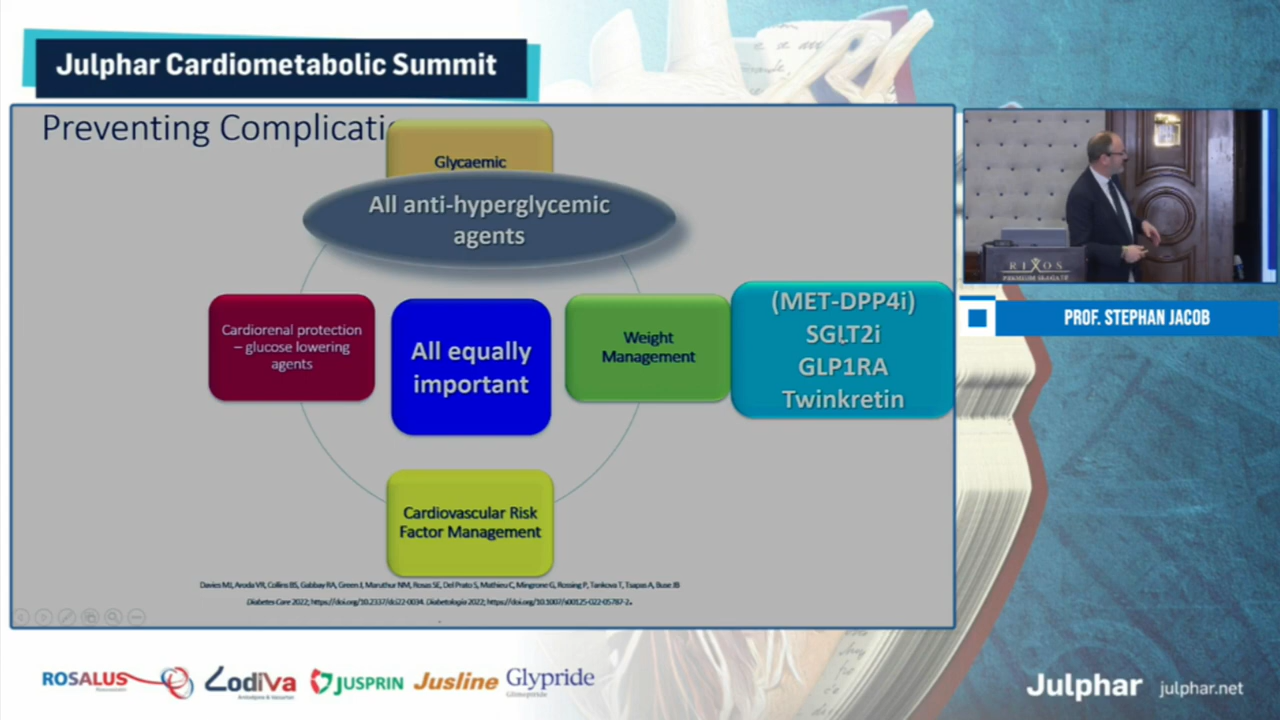 Julphar Cardiometabolic Summit
Preventing Complicati
Glycaemic
All anti-hyperglycemic
agents
Cardiorenal protection
– glucose lowering
agents
All equally
important
Weight
Management
(MET-DPP4i)
SGLT2i
GLP1RA
Twinkretin
Cardiovascular Risk
Factor Management
Davies MJ, Aroda VR, Collins BS, Gabbay RA, Green J, Maruthur NM, Rosas SE, Del Prato S, Mathieu C, Mingrone G, Rossing P, Tankova T, Tsapas A, Buse JB
Diabetes Care 2022; https://doi.org/10.2337/dci22-0034. Diabetologia 2022; https://doi.org/10.1007/s00125-022-05787-2.
RIXOS
PROF. STEPHAN JACOB
ROSALUS
Lodiva
Amlodipine & Valsartan
JUSPRIN
Jusline
Glypride
Glimepiride
Julphar
julphar.net